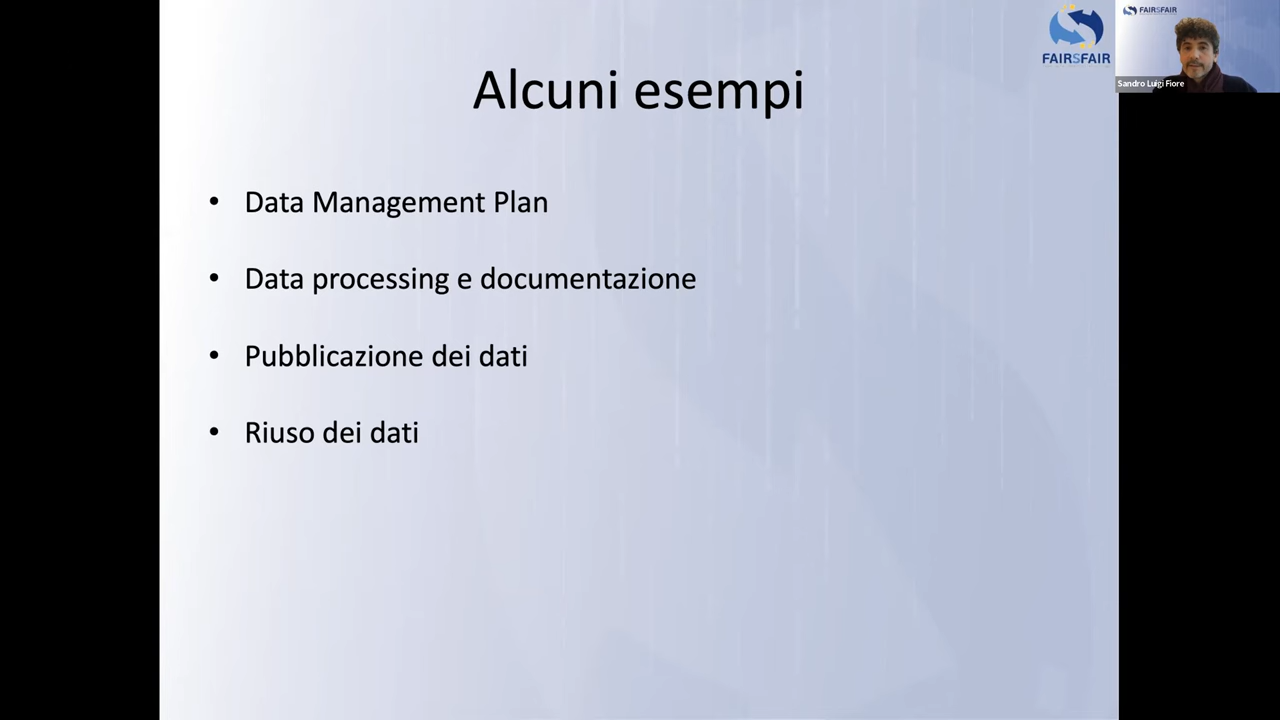 Alcuni esempi
• Data Management Plan
• Data processing e documentazione
• Pubblicazione dei dati
• Riuso dei dati
FAIRSFAIR
FAIRSFAIR
Sandro Luigi Fiore